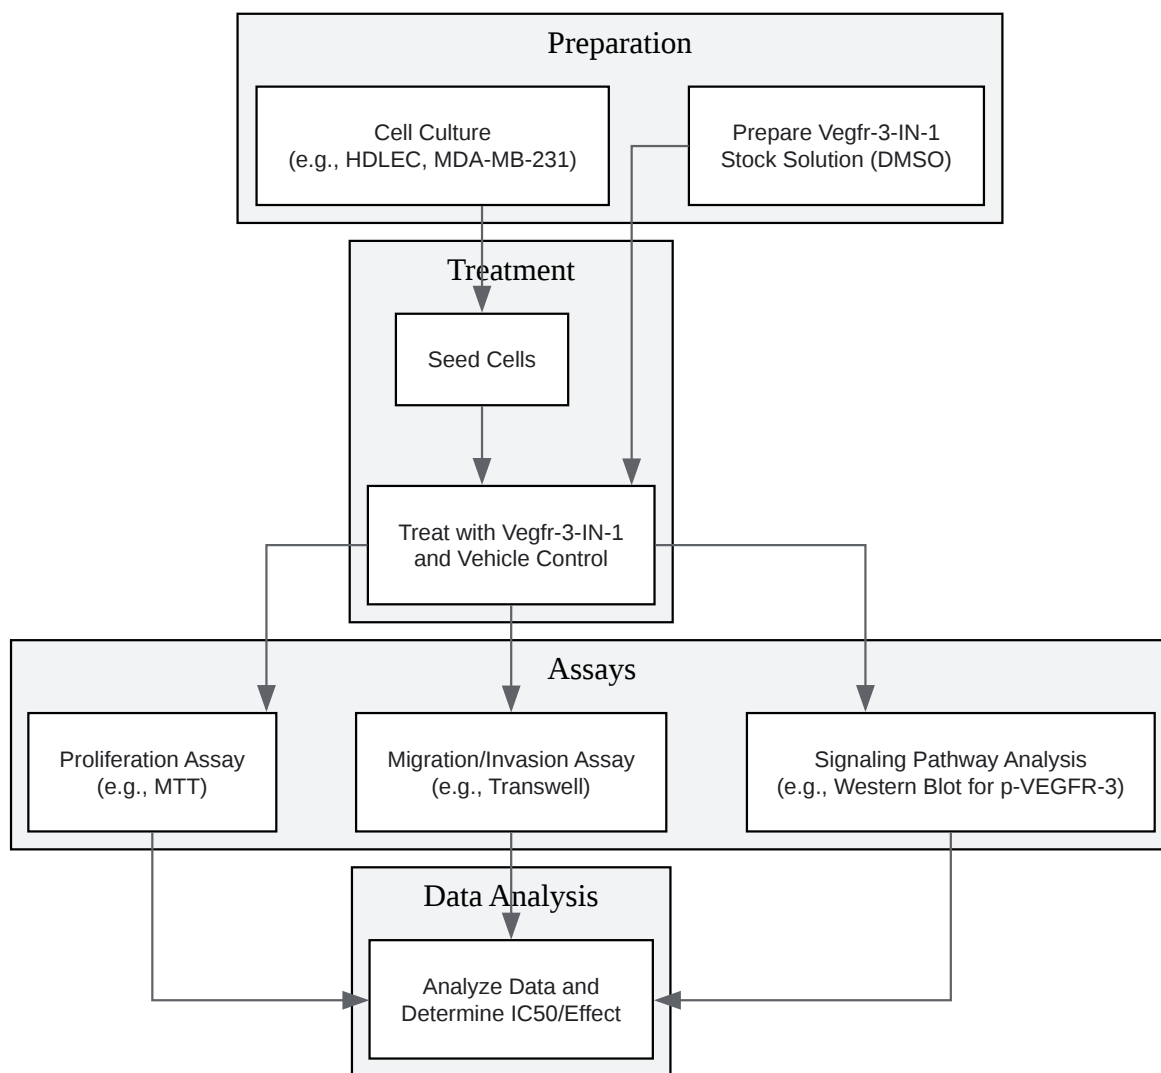 Preparation
Cell Culture
(e.g., HDLEC, MDA-MB-231)
Prepare Vegfr-3-IN-1
Stock Solution (DMSO)
Treatment
Seed Cells
Treat with Vegfr-3-IN-1
and Vehicle Control
Assays
Proliferation Assay
(e.g., MTT)
Migration/Invasion Assay
(e.g., Transwell)
Signaling Pathway Analysis
(e.g., Western Blot for p-VEGFR-3)
Data Analysis
Analyze Data and
Determine IC50/Effect